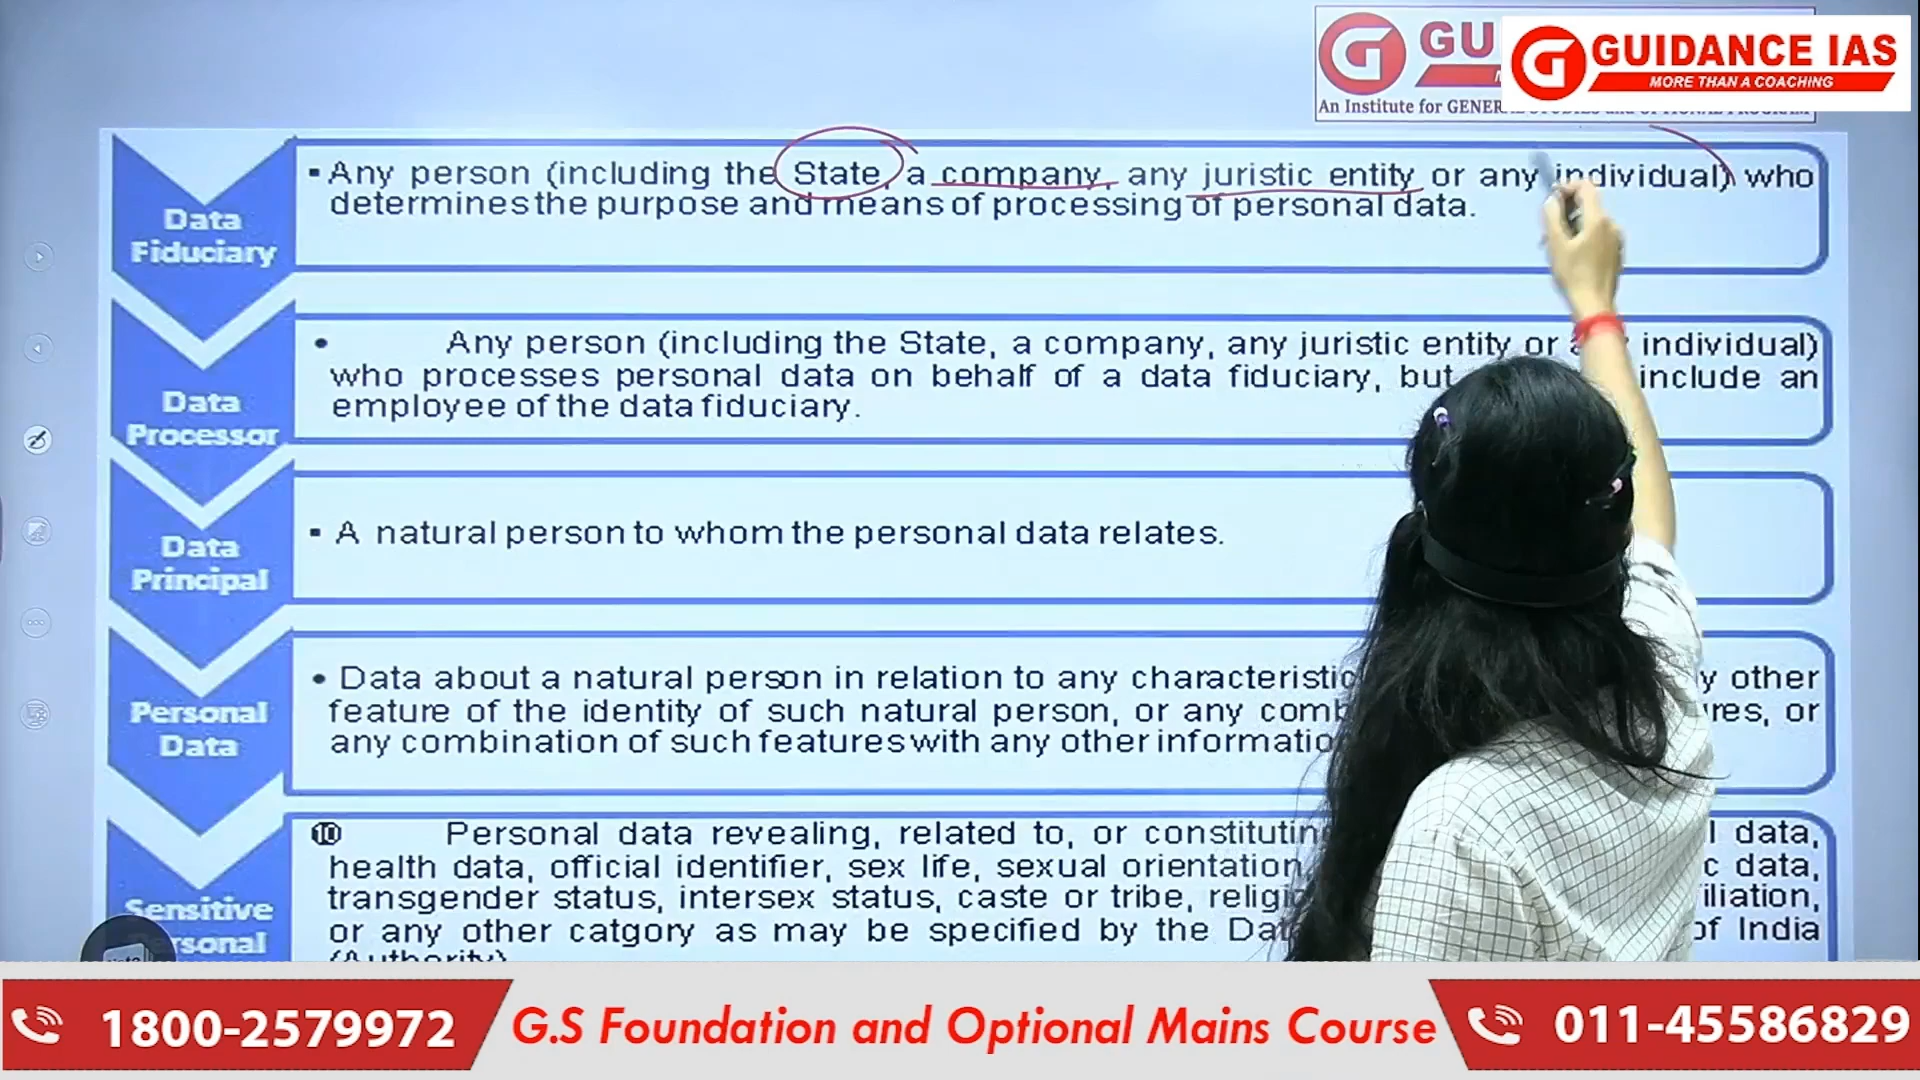 GU
An Institute for GENER
GUIDANCE IAS
MORE THAN A COACHING
Data
Fiduciary
▪ Any person (including the State, a company, any juristic entity or any individual) who
determines the purpose and means of processing of personal data.
Data
Processor
• Any person (including the State, a company, any juristic entity or individual)
who processes personal data on behalf of a data fiduciary, but include an
employee of the data fiduciary.
Data
Principal
▪ A natural person to whom the personal data relates.
Personal
Data
• Data about a natural person in relation to any characteristic y other
feature of the identity of such natural person, or any comb res, or
any combination of such features with any other informatio
Sensitive
rsonal
⓾ Personal data revealing, related to, or constitutin l data,
health data, official identifier, sex life, sexual orientation, c data,
transgender status, intersex status, caste or tribe, religi iliation,
or any other catgory as may be specified by the Da of India
(Authority)
1800-2579972
G.S Foundation and Optional Mains Course
011-45586829